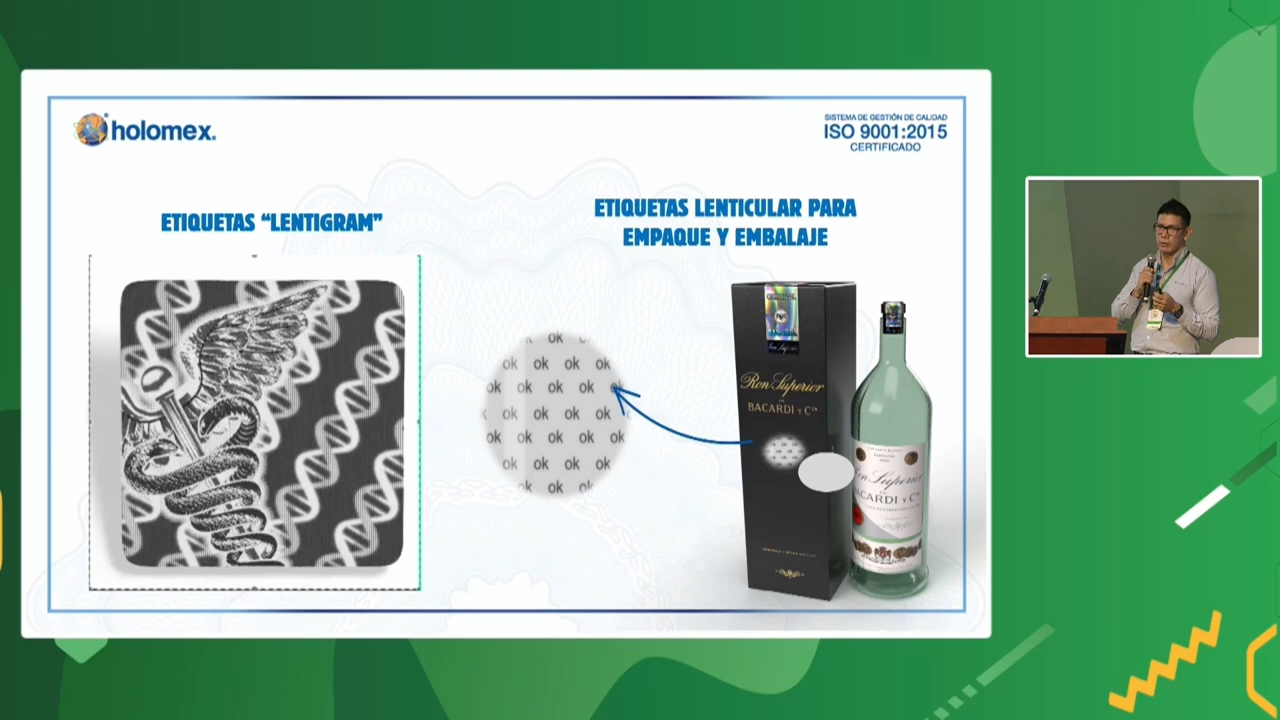 holomex.
SISTEMA DE GESTIÓN DE CALIDAD
ISO 9001:2015
CERTIFICADO
ETIQUETAS “LENTIGRAM”
ETIQUETAS LENTICULAR PARA
EMPAQUE Y EMBALAJE
ok ok
ok ok ok ok
ok ok ok ok ok
ok ok ok ok
ok ok ok ok ok
ok ok ok ok
ok ok ok
Ron Superior
DE
BACARDI Y Cⁱᵃ
Ron Superior
BACARDI Y Cⁱᵃ